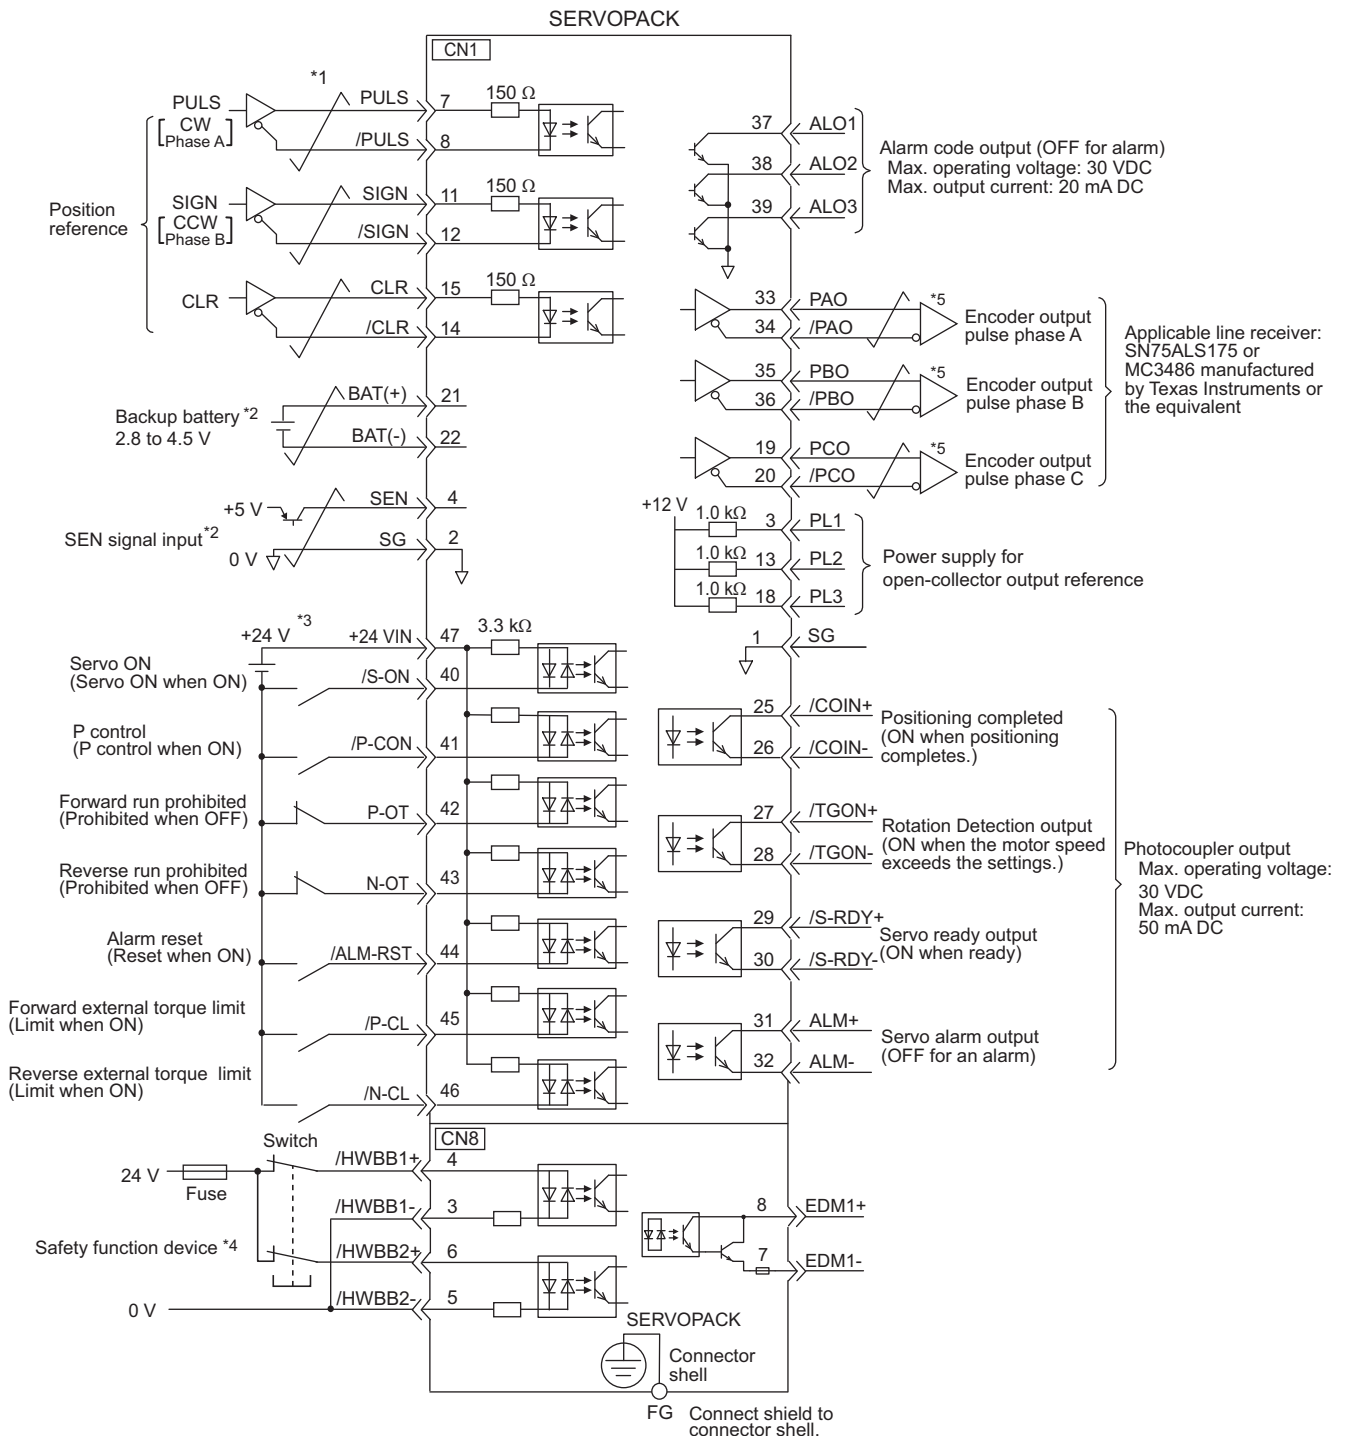 SERVOPACK
CN1
*1
Position
reference
PULS
CW
Phase A
PULS
7
150 Ω
/PULS
8
SIGN
CCW
Phase B
SIGN
11
150 Ω
/SIGN
12
CLR
CLR
15
150 Ω
/CLR
14
Backup battery *2
2.8 to 4.5 V
BAT(+)
21
BAT(-)
22
+5 V
SEN
4
SEN signal input*2
0 V
SG
2
+24 V *3
+24 VIN
47
3.3 kΩ
Servo ON
(Servo ON when ON)
/S-ON
40
P control
(P control when ON)
/P-CON
41
Forward run prohibited
(Prohibited when OFF)
P-OT
42
Reverse run prohibited
(Prohibited when OFF)
N-OT
43
Alarm reset
(Reset when ON)
/ALM-RST
44
Forward external torque limit
(Limit when ON)
/P-CL
45
Reverse external torque limit
(Limit when ON)
/N-CL
46
37
ALO1
38
ALO2
39
ALO3
Alarm code output (OFF for alarm)
Max. operating voltage: 30 VDC
Max. output current: 20 mA DC
33
PAO
34
/PAO
*5
Encoder output
pulse phase A
35
PBO
36
/PBO
*5
Encoder output
pulse phase B
19
PCO
20
/PCO
*5
Encoder output
pulse phase C
Applicable line receiver:
SN75ALS175 or
MC3486 manufactured
by Texas Instruments or
the equivalent
+12 V
1.0 kΩ
3
PL1
1.0 kΩ
13
PL2
1.0 kΩ
18
PL3
Power supply for
open-collector output reference
1
SG
25
/COIN+
26
/COIN-
Positioning completed
(ON when positioning
completes.)
27
/TGON+
28
/TGON-
Rotation Detection output
(ON when the motor speed
exceeds the settings.)
29
/S-RDY+
30
/S-RDY-
Servo ready output
(ON when ready)
31
ALM+
32
ALM-
Servo alarm output
(OFF for an alarm)
Photocoupler output
Max. operating voltage:
30 VDC
Max. output current:
50 mA DC
CN8
Switch
24 V
Fuse
/HWBB1+
4
/HWBB1-
3
Safety function device *4
/HWBB2+
6
/HWBB2-
5
0 V
8
EDM1+
7
EDM1-
SERVOPACK
Connector
shell
FG
Connect shield to
connector shell.